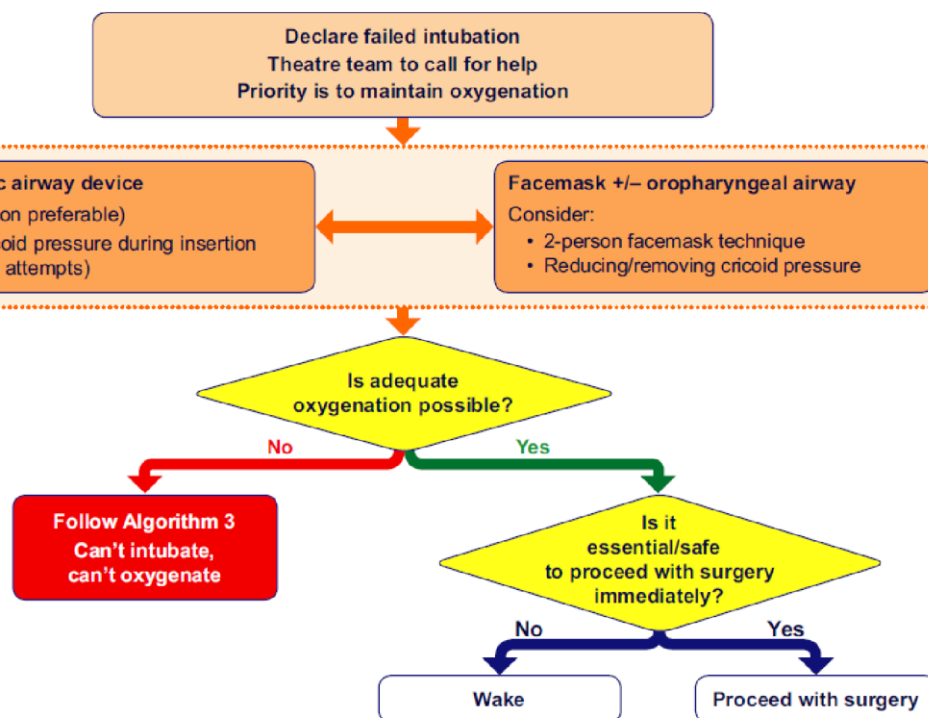 Declare failed intubation
Theatre team to call for help
Priority is to maintain oxygenation
c airway device
on preferable)
coid pressure during insertion
attempts)
Facemask +/– oropharyngeal airway
Consider:
• 2-person facemask technique
• Reducing/removing cricoid pressure
Is adequate
oxygenation possible?
No
Yes
Follow Algorithm 3
Can't intubate,
can't oxygenate
Is it
essential/safe
to proceed with surgery
immediately?
No
Yes
Wake
Proceed with surgery